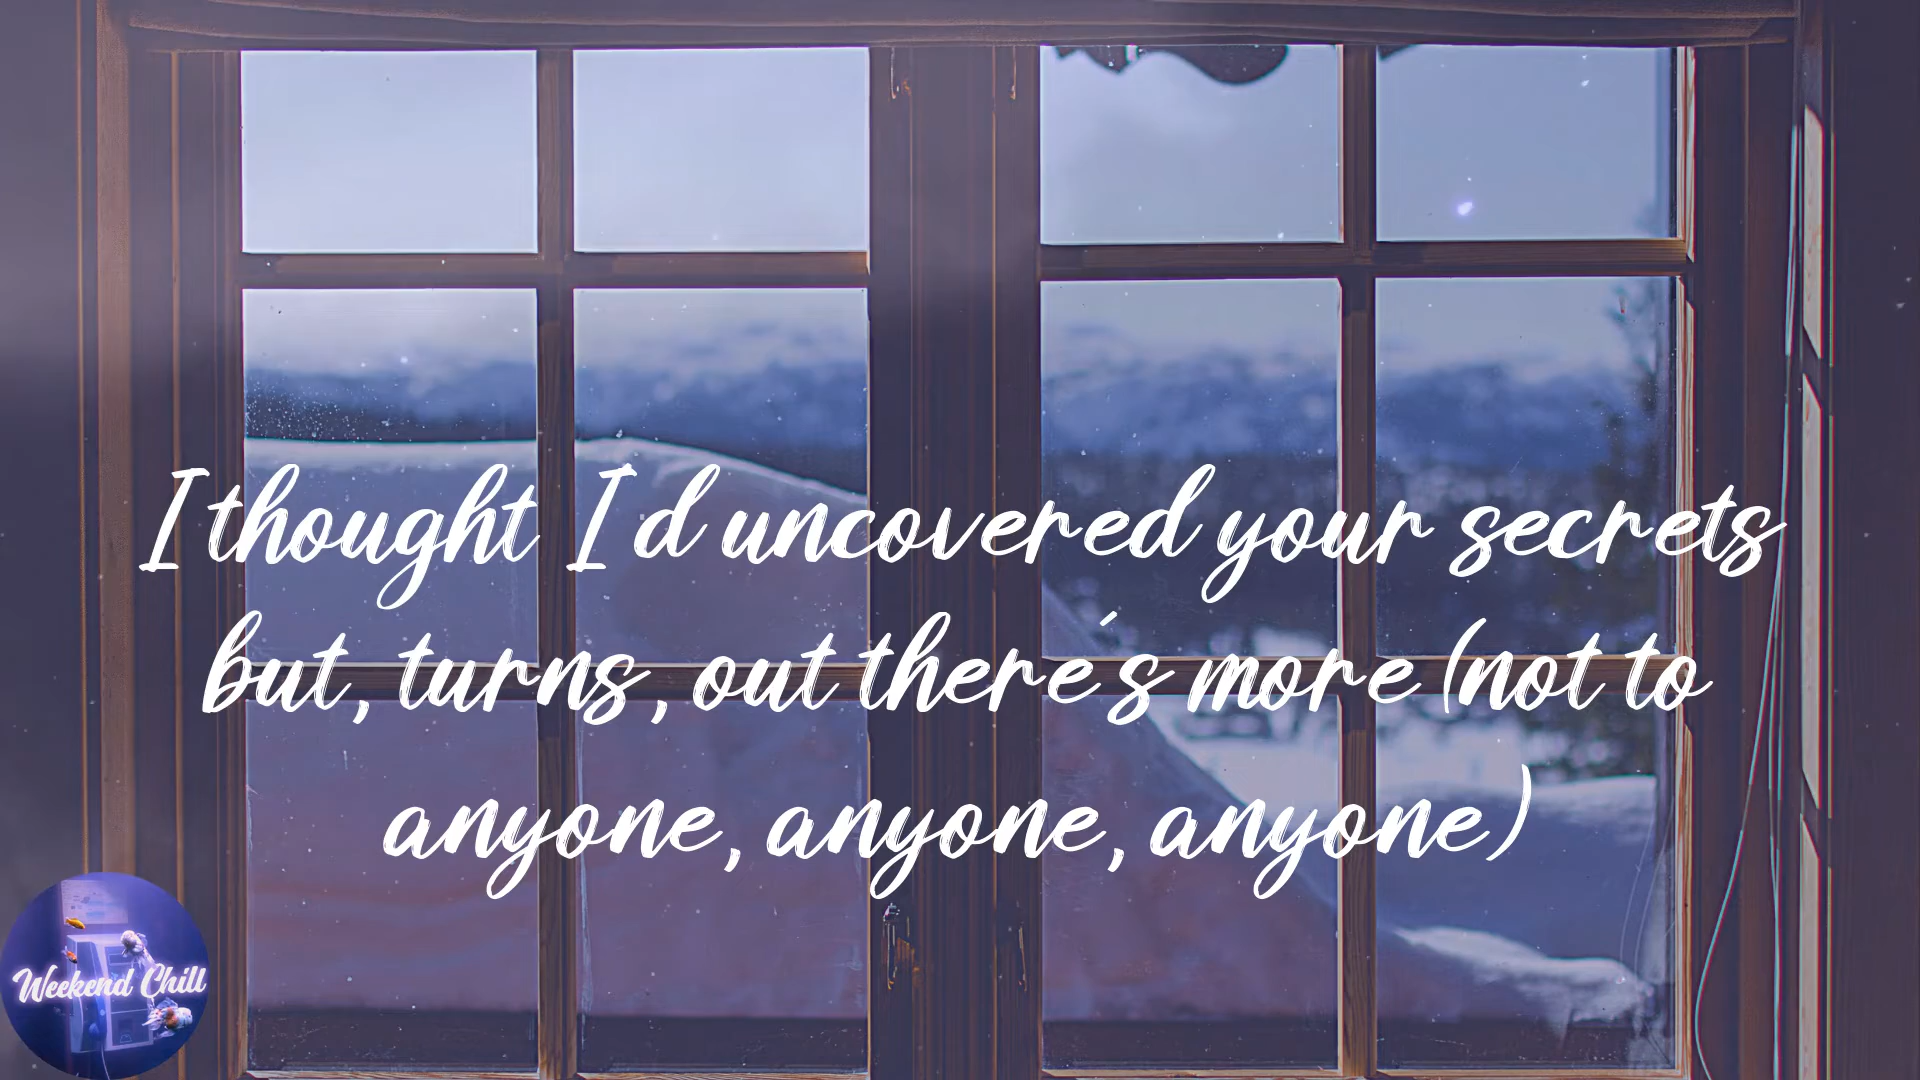 I thought I'd uncovered your secrets
but, turns, out there's more (not to
anyone, anyone, anyone)
Weekend Chill